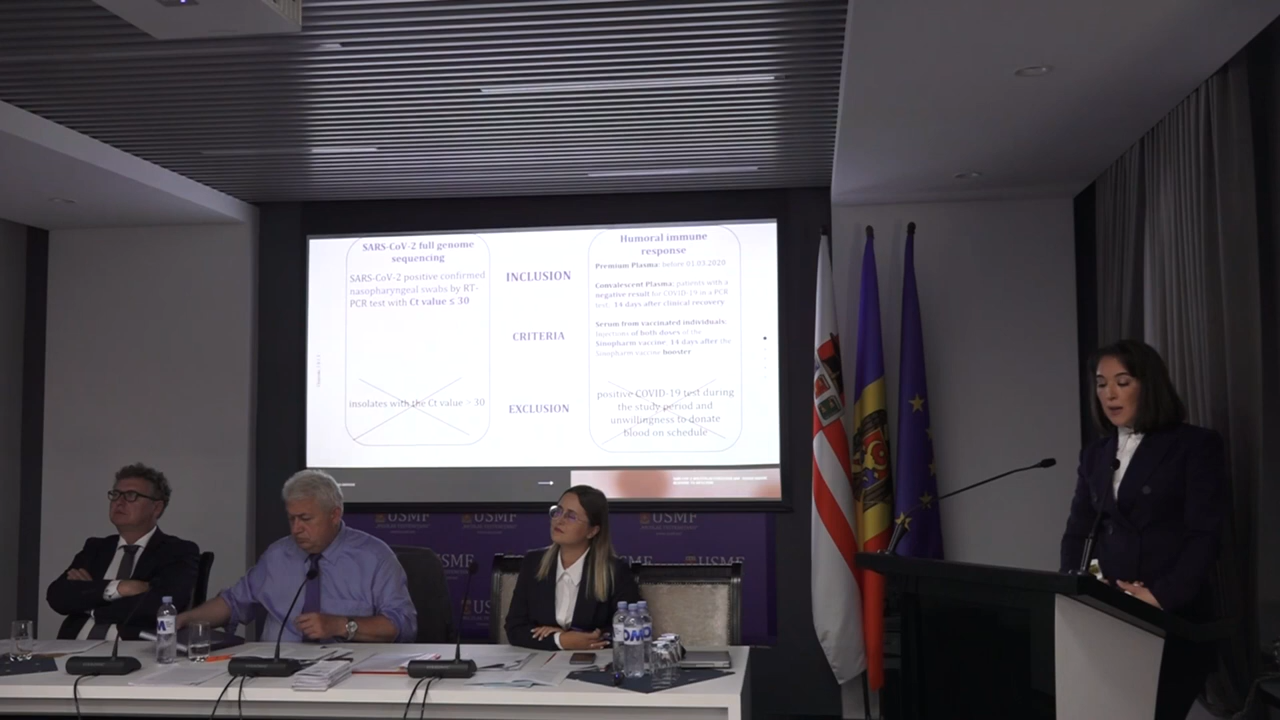 SARS-CoV-2 full genome
sequencing
SARS-CoV-2 positive confirmed
nasopharyngeal swabs by RT-
PCR test with Ct value ≤ 30
insolates with the Ct value > 30
INCLUSION
CRITERIA
EXCLUSION
Humoral immune
response
Premium Plasma: before 01.03.2020
Convalescent Plasma: patients with a
negative result for COVID-19 in a PCR
test, 14 days after clinical recovery
Serum from vaccinated individuals:
Injections of both doses of the
Sinopharm vaccine; 14 days after the
Sinopharm vaccine booster
positive COVID-19 test during
the study period and
unwillingness to donate
blood on schedule
USMF
USMF
USMF
USMF
DOM